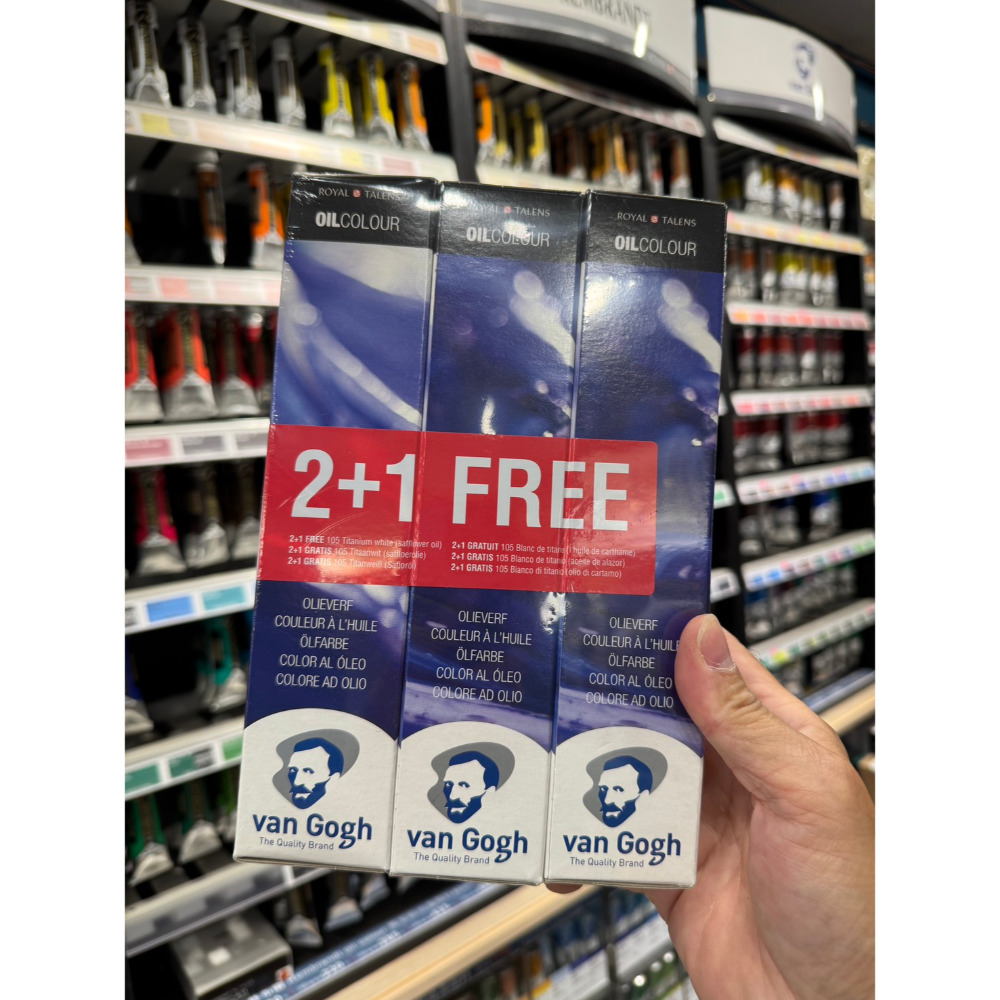 REMBRANDT
ROYAL TALENS
OILCOLOUR
ROYAL TALENS
OILCOLOUR
ROYAL TALENS
OILCOLOUR
2+1 FREE
2+1 FREE 105 Titanium white (safflower oil)
2+1 GRATIS 105 Titaanwit (saffloerolie)
2+1 GRATIS 105 Titanweiß (Safloröl)
2+1 GRATUIT 105 Blanc de titane (l'huile de carthame)
2+1 GRATIS 105 Blanco de titanio (aceite de alazor)
2+1 GRATIS 105 Bianco di titanio (olio di cartamo)
OLIEVERF
COULEUR À L'HUILE
ÖLFARBE
COLOR AL ÓLEO
COLORE AD OLIO
OLIEVERF
COULEUR À L'HUILE
ÖLFARBE
COLOR AL ÓLEO
COLORE AD OLIO
OLIEVERF
COULEUR À L'HUILE
ÖLFARBE
COLOR AL ÓLEO
COLORE AD OLIO
van Gogh
The Quality Brand
van Gogh
The Quality Brand
van Gogh
The Quality Brand